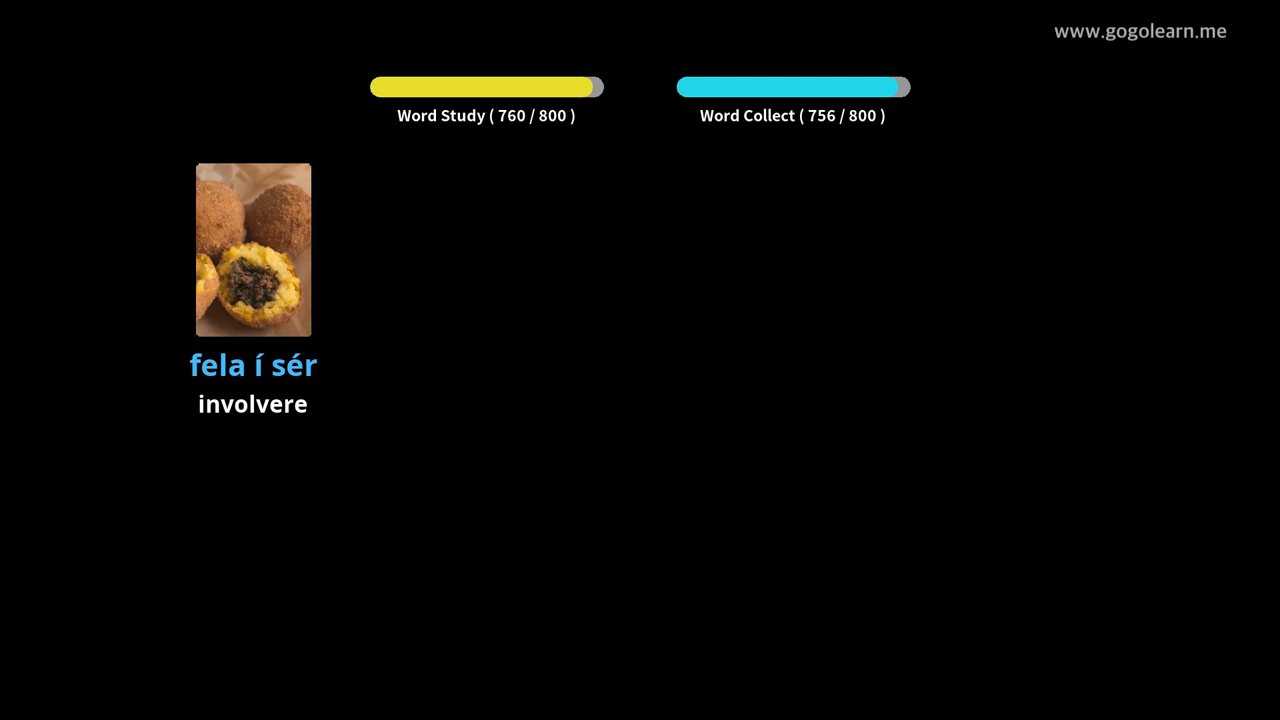 www.gogolearn.me
Word Study ( 760 / 800 )
Word Collect ( 756 / 800 )
fela í sér
involvere